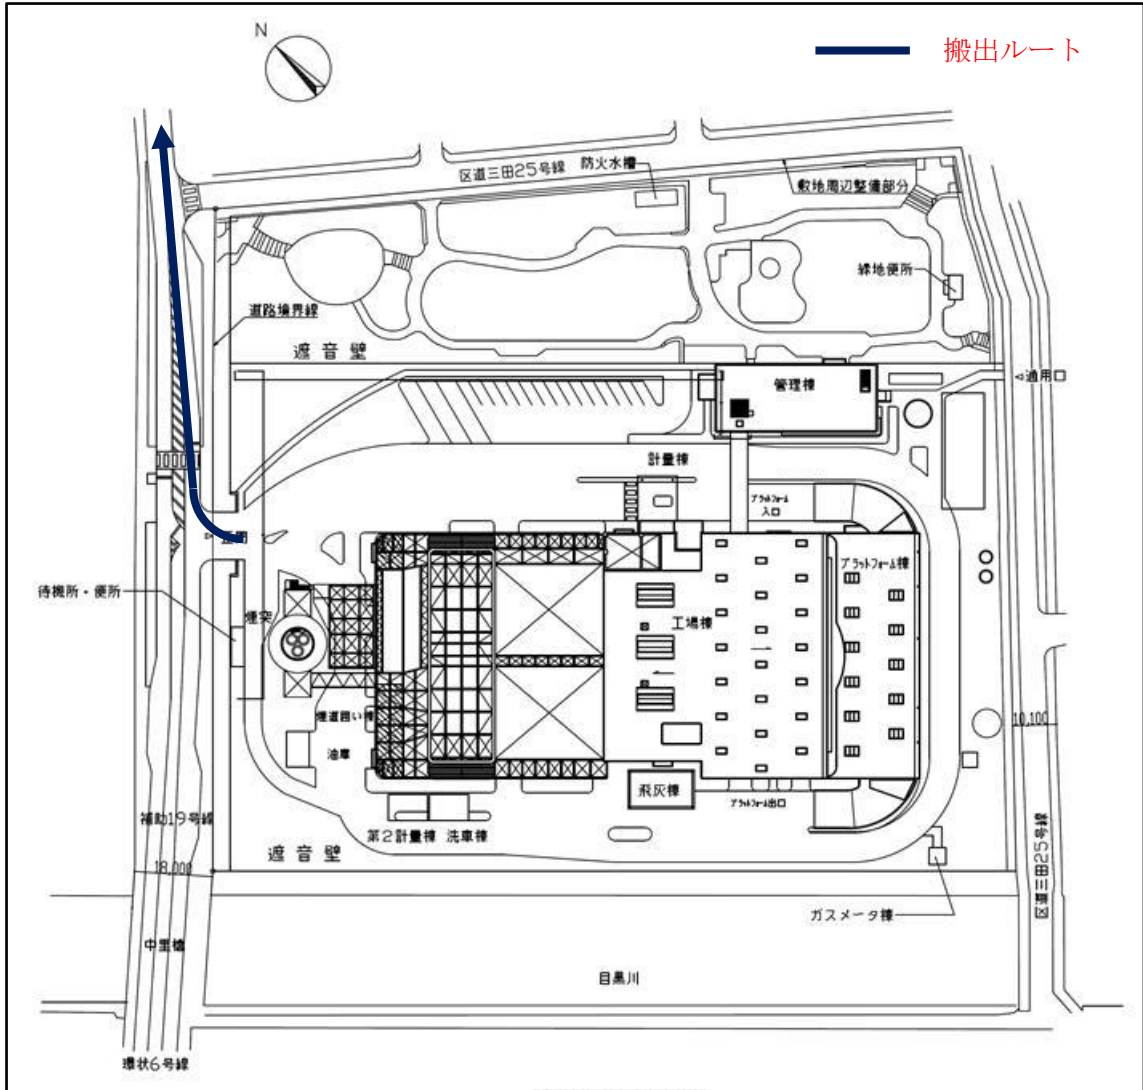 N
搬出ルート
区道三田25号線
防火水槽
敷地周辺整備部分
緑地便所
道路境界線
遮音壁
管理棟
◁通用口
計量棟
プラットフォーム
入口
プラットフォーム棟
待機所・便所
煙突
工場棟
煙道囲い棟
油庫
10,100
飛灰棟
プラットフォーム出口
補助19号線
第2計量棟 洗車棟
遮音壁
18,000
区道三田25号線
ガスメータ棟
目黒川
環状6号線